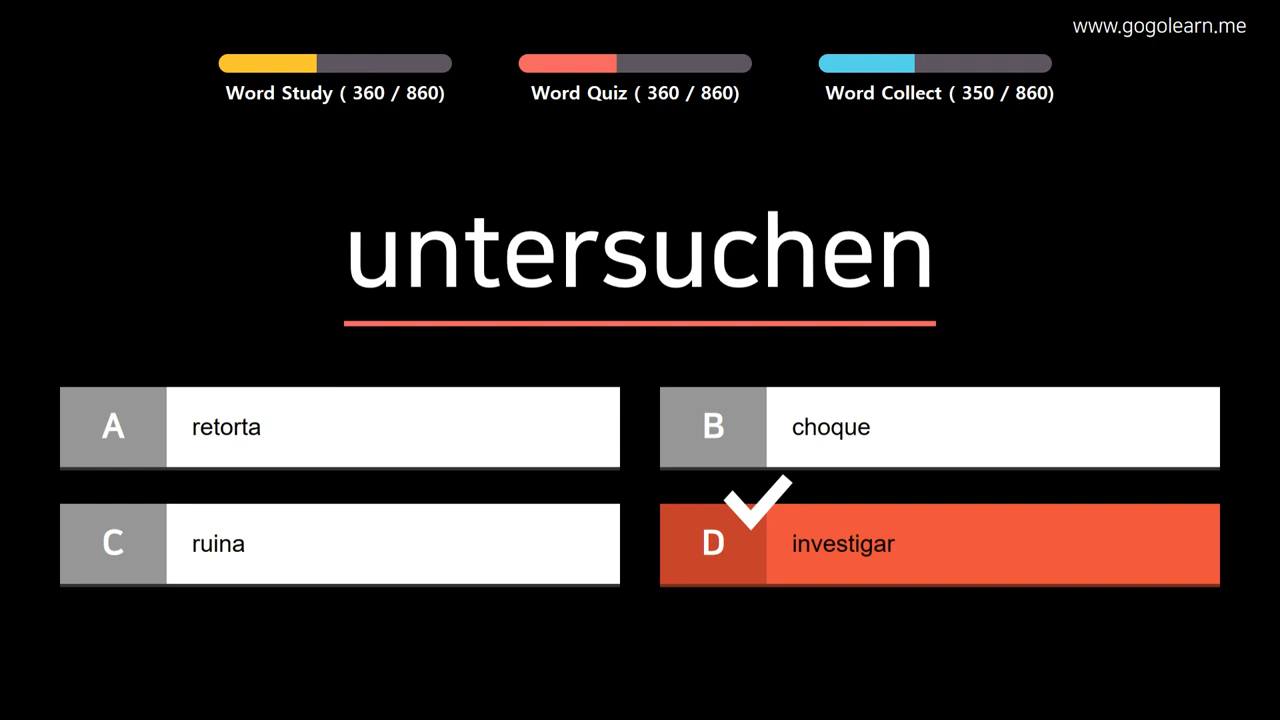 www.gogolearn.me
Word Study ( 360 / 860)
Word Quiz ( 360 / 860)
Word Collect ( 350 / 860)
untersuchen
A retorta
B choque
C ruina
D investigar